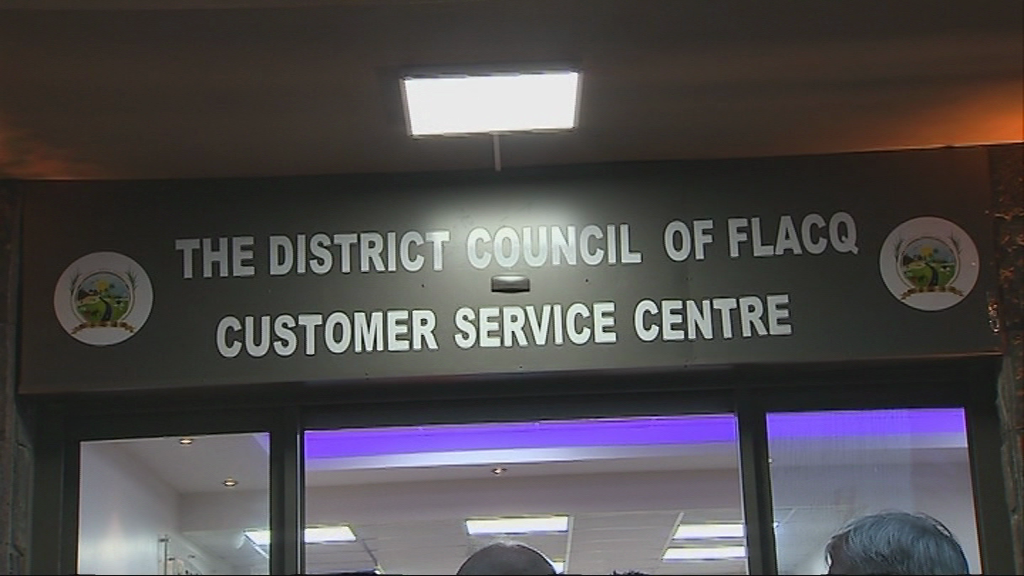 THE DISTRICT COUNCIL OF FLACQ
CUSTOMER SERVICE CENTRE